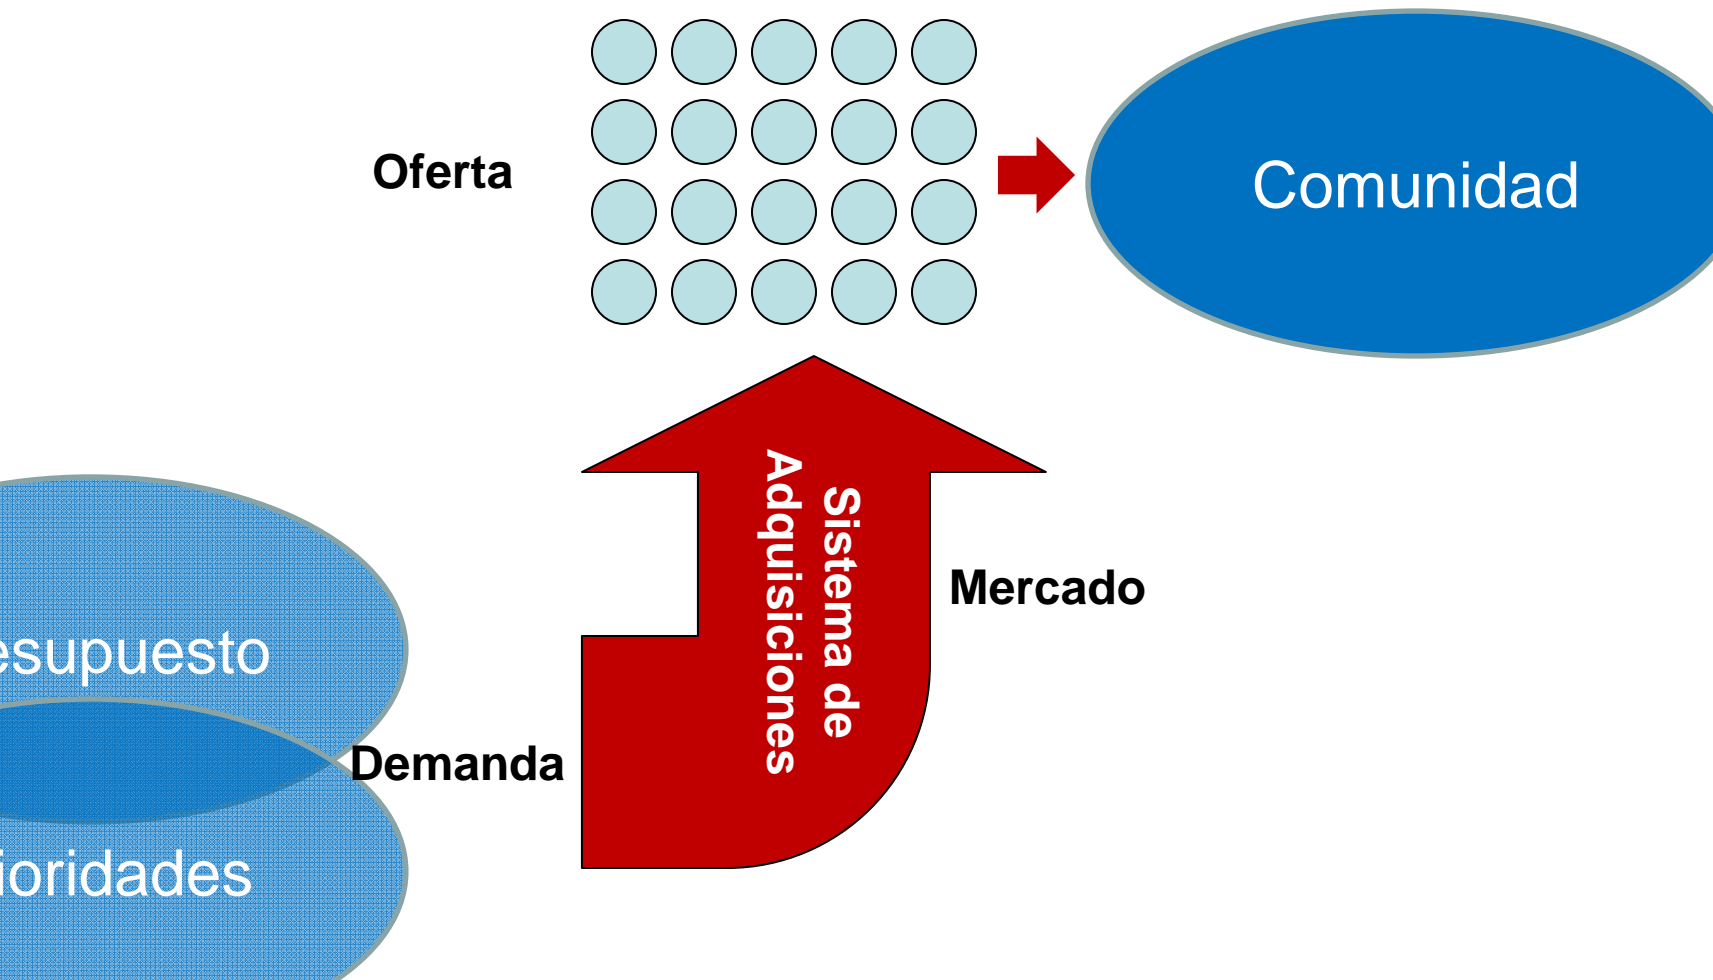 Oferta
Comunidad
Sistema de
Adquisiciones
Mercado
esupuesto
Demanda
ioridades